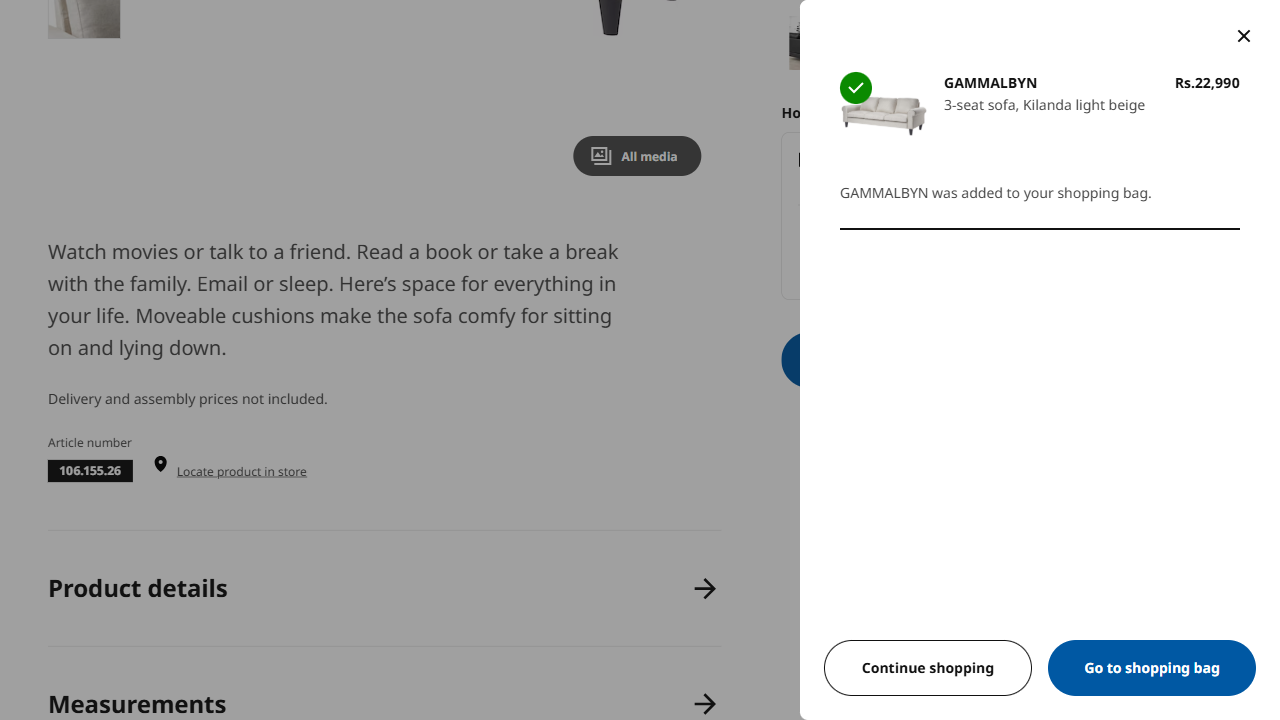 All media
Watch movies or talk to a friend. Read a book or take a break
with the family. Email or sleep. Here’s space for everything in
your life. Moveable cushions make the sofa comfy for sitting
on and lying down.
Delivery and assembly prices not included.
Article number
106.155.26
Locate product in store
Product details
Measurements
Ho
GAMMALBYN
Rs.22,990
3-seat sofa, Kilanda light beige
GAMMALBYN was added to your shopping bag.
Continue shopping
Go to shopping bag